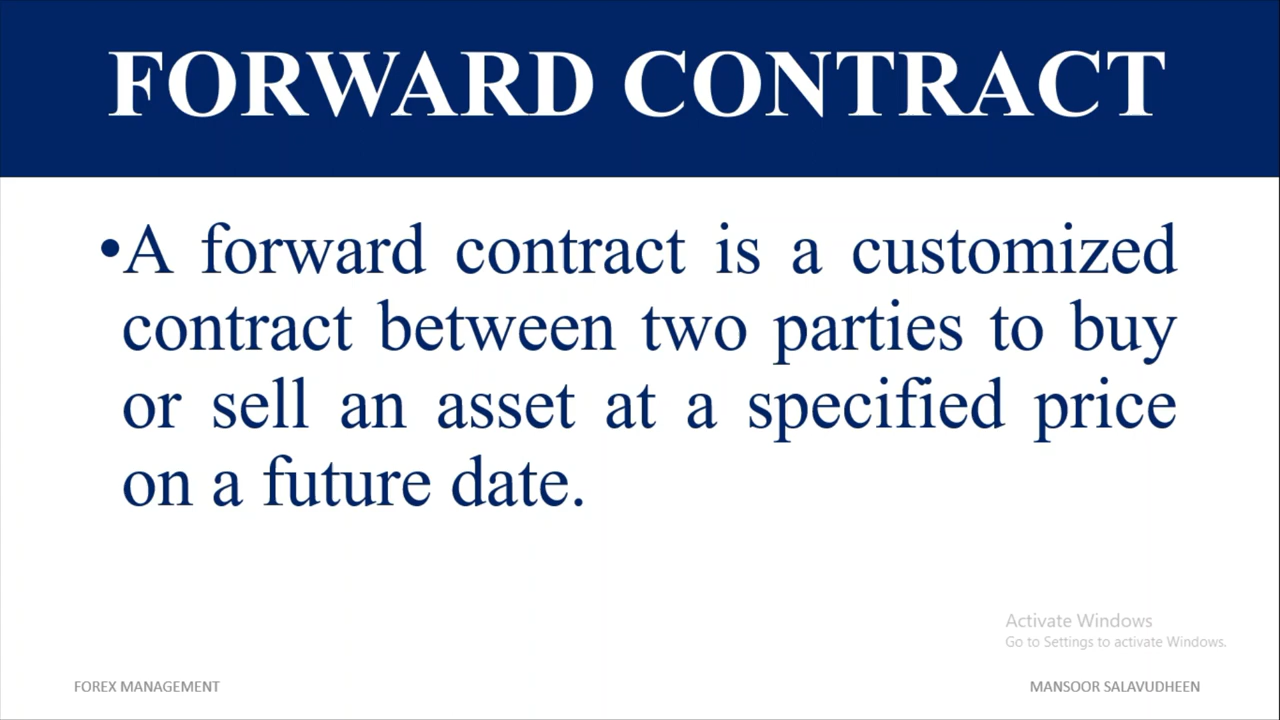 FORWARD CONTRACT
•A forward contract is a customized
contract between two parties to buy
or sell an asset at a specified price
on a future date.
Activate Windows
Go to Settings to activate Windows.
FOREX MANAGEMENT
MANSOOR SALAVUDHEEN